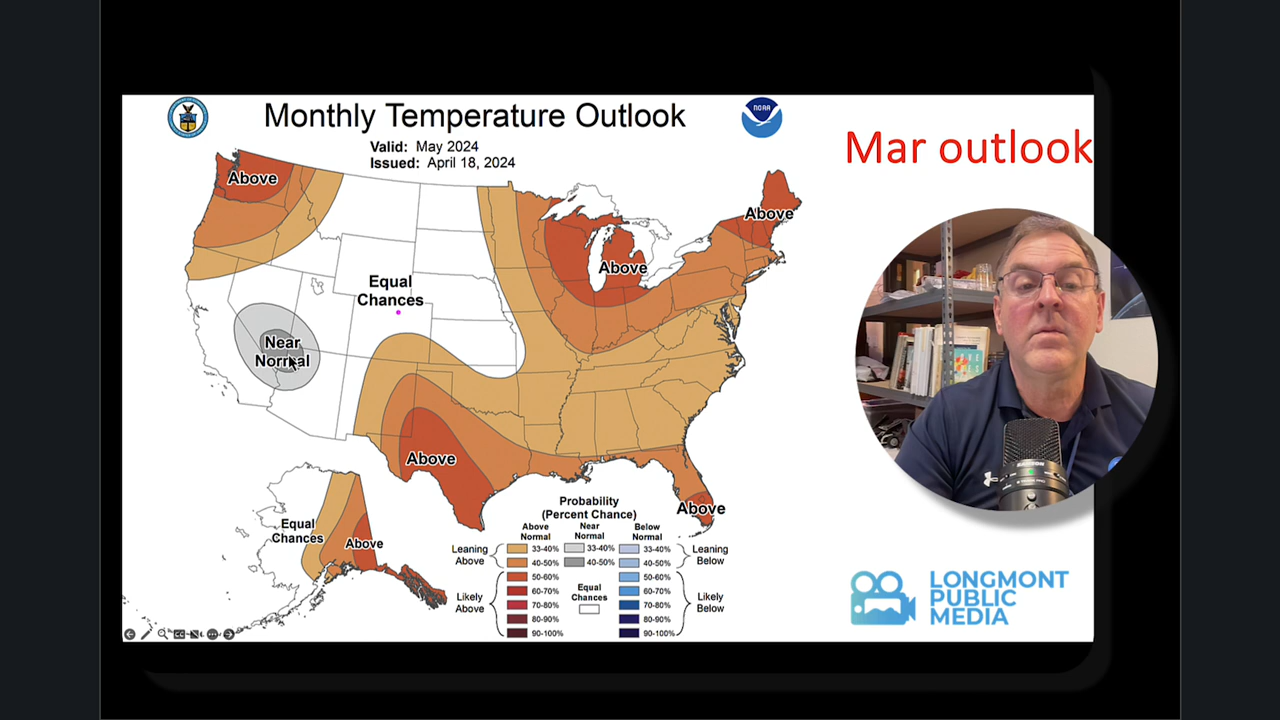 Monthly Temperature Outlook
Valid: May 2024
Issued: April 18, 2024
NOAA
Mar outlook
Above
Above
Above
Equal
Chances
Near
Normal
Above
Above
Equal
Chances
Above
Probability
(Percent Chance)
Above
Normal
Near
Normal
Below
Normal
Leaning
Above
33-40%
40-50%
33-40%
40-50%
33-40%
40-50%
Leaning
Below
Likely
Above
50-60%
60-70%
70-80%
80-90%
90-100%
Equal
Chances
50-60%
60-70%
70-80%
80-90%
90-100%
Likely
Below
LONGMONT
PUBLIC
MEDIA
SAMSON